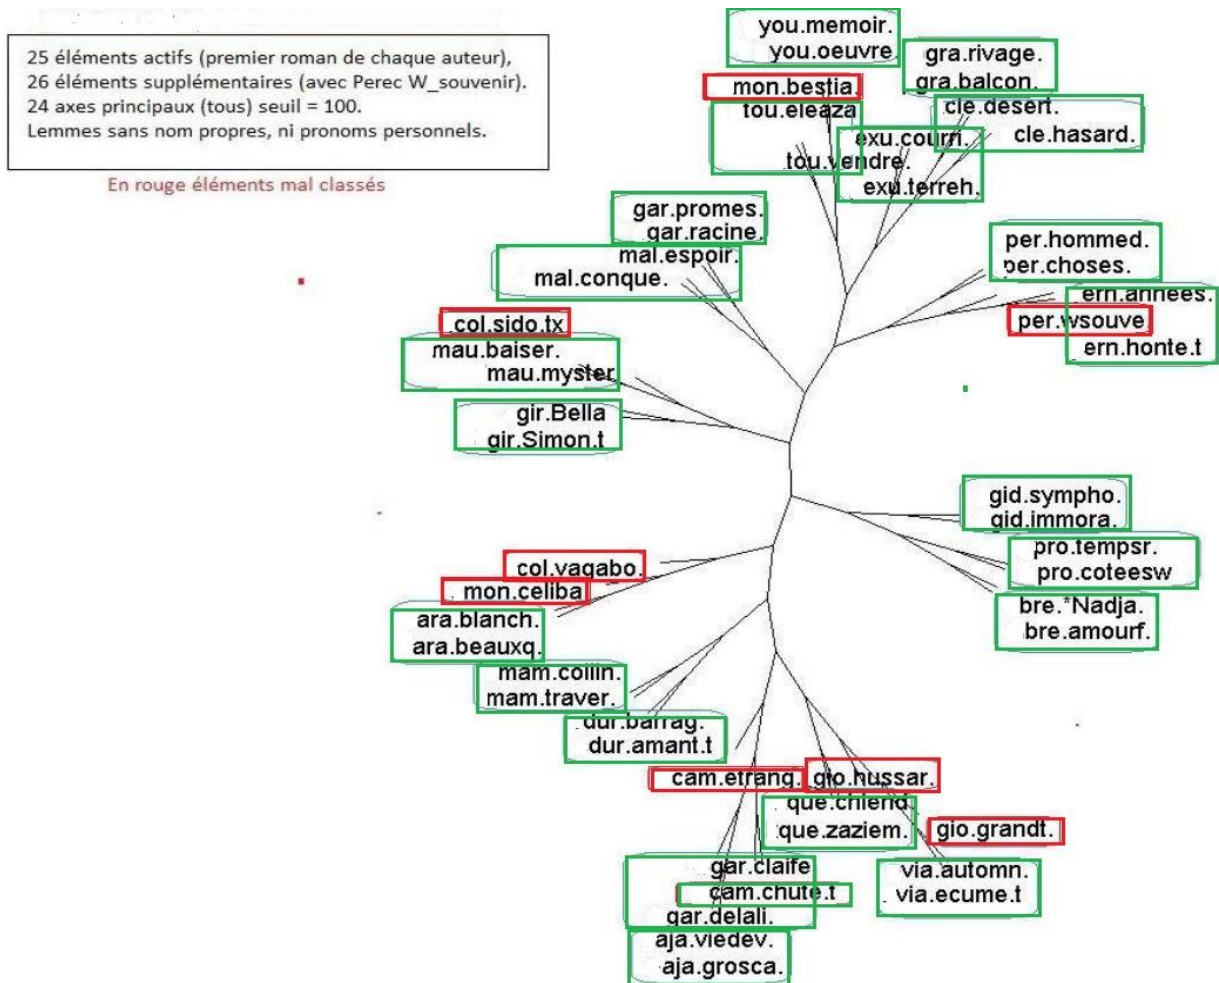 25 éléments actifs (premier roman de chaque auteur),
26 éléments supplémentaires (avec Perec W_souvenir).
24 axes principaux (tous) seuil = 100.
Lemmes sans nom propres, ni pronoms personnels.
En rouge éléments mal classés
you.memoir.
you.oeuvre.
gra.rivage.
gra.balcon.
mon.bestia.
tou.eleaza
cle.desert.
cle.hasard.
exu.courri.
tou.vendre.
exu.terreh.
gar.promes.
gar.racine.
mal.espoir.
mal.conque.
per.hommed.
per.choses.
ern.annees.
per.wsouve
ern.honte.t
col.sido.tx
mau.baiser.
mau.myster
gir.Bella
gir.Simon.t
gid.sympho.
gid.immora.
pro.tempsr.
pro.coteesw
bre.*Nadja.
bre.amourf.
col.vagabo.
mon.celiba
ara.blanch.
ara.beauxq.
mam.collin.
mam.traver.
dur.barrag.
dur.amant.t
cam.etrang.
gio.hussar.
que.chiend
que.zaziem.
gio.grandt.
gar.claife
via.automn.
cam.chute.t
via.ecume.t
gar.delali.
aja.viedev.
aja.grosca.